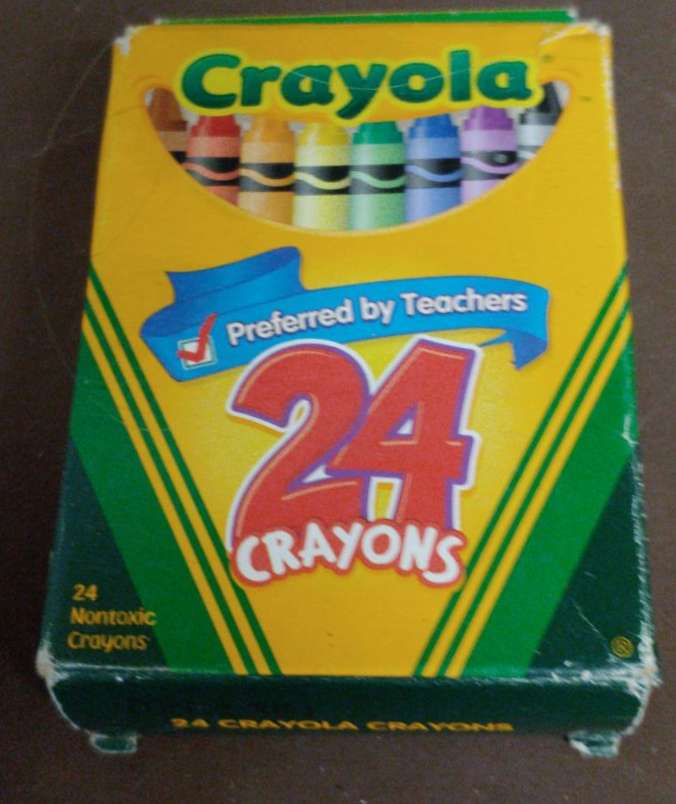 Crayola
Preferred by Teachers
24
CRAYONS
24
Nontoxic
Crayons
®
24 CRAYOLA CRAYONS